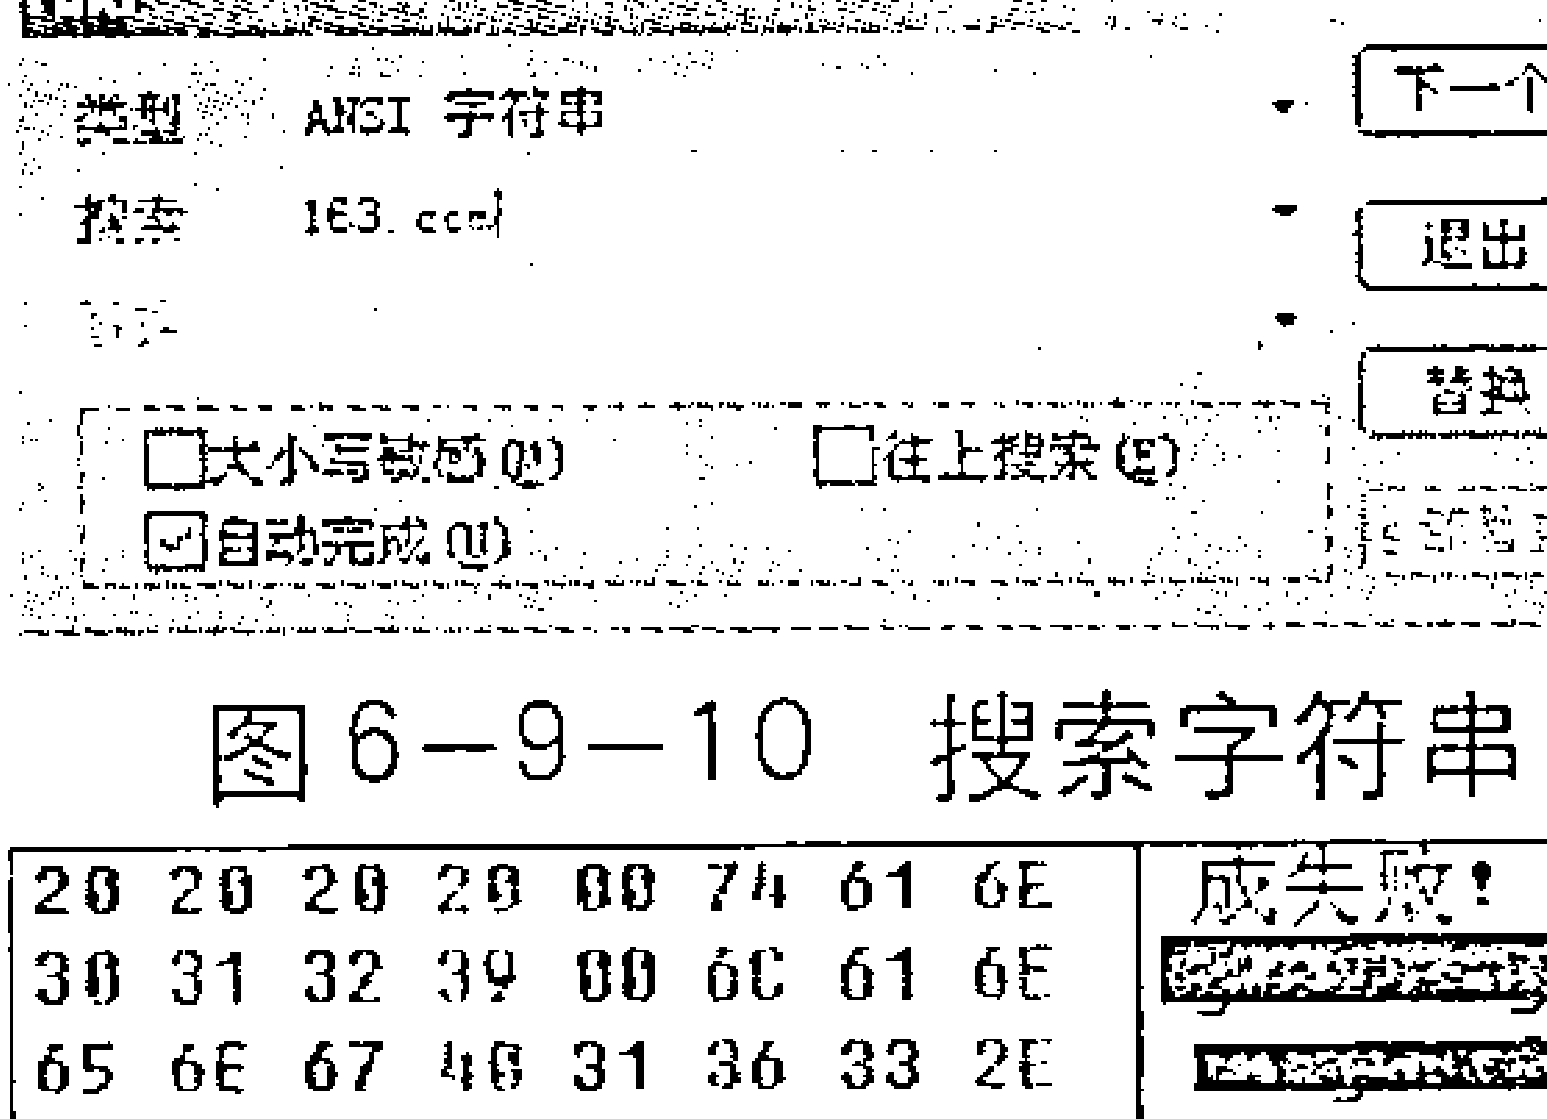 类型 ANSI 字符串
下一个
搜索 163.com
退出
替换
大小写敏感(M) 往上搜索(E)
自动完成(U)
图6-9-10 搜索字符串
20 20 20 20 00 74 61 6E 成失败!
30 31 32 39 00 6C 61 6E
65 6E 67 40 31 36 33 2E